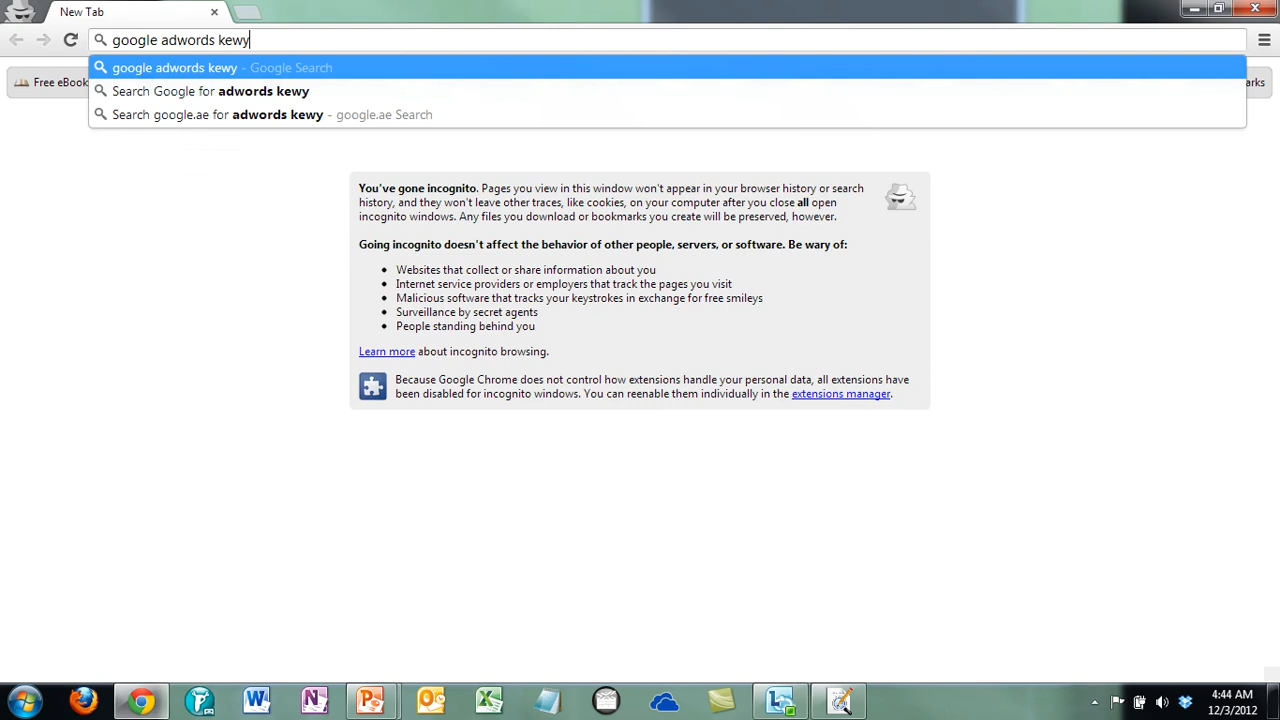 New Tab
google adwords kewy
google adwords kewy - Google Search
Free eBook
Search Google for adwords kewy
arks
Search google.ae for adwords kewy - google.ae Search
You've gone incognito. Pages you view in this window won't appear in your browser history or search
history, and they won't leave other traces, like cookies, on your computer after you close all open
incognito windows. Any files you download or bookmarks you create will be preserved, however.
Going incognito doesn't affect the behavior of other people, servers, or software. Be wary of:
• Websites that collect or share information about you
• Internet service providers or employers that track the pages you visit
• Malicious software that tracks your keystrokes in exchange for free smileys
• Surveillance by secret agents
• People standing behind you
Learn more about incognito browsing.
Because Google Chrome does not control how extensions handle your personal data, all extensions have
been disabled for incognito windows. You can reenable them individually in the extensions manager.
4:44 AM
12/3/2012